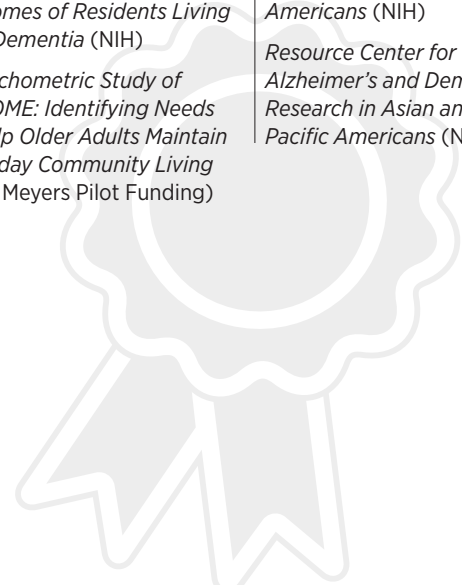 omes of Residents Living
Dementia (NIH)
chometric Study of
OME: Identifying Needs
lp Older Adults Maintain
day Community Living
Meyers Pilot Funding)
Americans (NIH)
Resource Center for
Alzheimer's and Dem
Research in Asian an
Pacific Americans (N